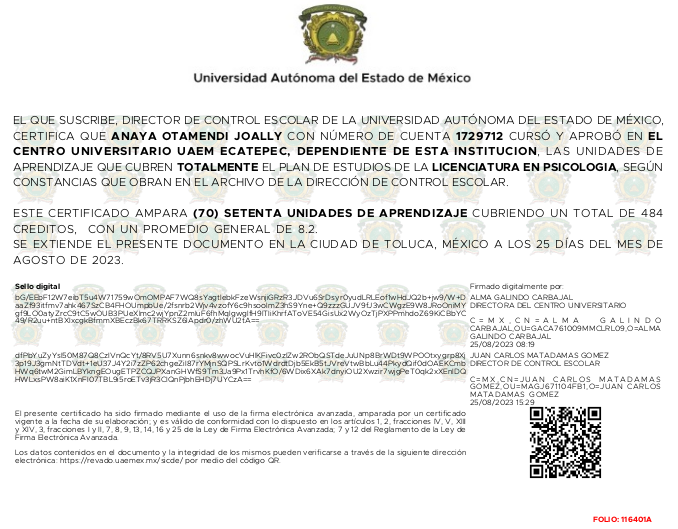 Universidad Autónoma del Estado de México
EL QUE SUSCRIBE, DIRECTOR DE CONTROL ESCOLAR DE LA UNIVERSIDAD AUTÓNOMA DEL ESTADO DE MÉXICO,
CERTIFICA QUE ANAYA OTAMENDI JOALLY CON NÚMERO DE CUENTA 1729712 CURSÓ Y APROBÓ EN EL
CENTRO UNIVERSITARIO UAEM ECATEPEC, DEPENDIENTE DE ESTA INSTITUCION, LAS UNIDADES DE
APRENDIZAJE QUE CUBREN TOTALMENTE EL PLAN DE ESTUDIOS DE LA LICENCIATURA EN PSICOLOGIA, SEGÚN
CONSTANCIAS QUE OBRAN EN EL ARCHIVO DE LA DIRECCIÓN DE CONTROL ESCOLAR.
ESTE CERTIFICADO AMPARA (70) SETENTA UNIDADES DE APRENDIZAJE CUBRIENDO UN TOTAL DE 484
CREDITOS, CON UN PROMEDIO GENERAL DE 8.2.
SE EXTIENDE EL PRESENTE DOCUMENTO EN LA CIUDAD DE TOLUCA, MÉXICO A LOS 25 DÍAS DEL MES DE
AGOSTO DE 2023.
Sello digital
Firmado digitalmente por:
ALMA GALINDO CARBAJAL
DIRECTORA DEL CENTRO UNIVERSITARIO
C=MX,CN=ALMA GALINDO
CARBAJAL,OU=GACA761009MMCLRL09,O=ALMA
GALINDO CARBAJAL
25/08/2023 08:19
JUAN CARLOS MATADAMAS GOMEZ
DIRECTOR DE CONTROL ESCOLAR
C=MX,CN=JUAN CARLOS MATADAMAS
GOMEZ,OU=MAGJ671104FB1,O=JUAN CARLOS
MATADAMAS GOMEZ
25/08/2023 15:29
El presente certificado ha sido firmado mediante el uso de la firma electrónica avanzada, amparada por un certificado
vigente a la fecha de su elaboración; y es válido de conformidad con lo dispuesto en los artículos 1, 2, fracciones IV, V, XIII
y XIV, 3, fracciones I y II, 7, 8, 9, 13, 14, 16 y 25 de la Ley de Firma Electrónica Avanzada; 7 y 12 del Reglamento de la Ley de
Firma Electrónica Avanzada.
Los datos contenidos en el documento y la integridad de los mismos pueden verificarse a través de la siguiente dirección
electrónica: https://revado.uaemex.mx/sicde/ por medio del código QR.
FOLIO: 116401A